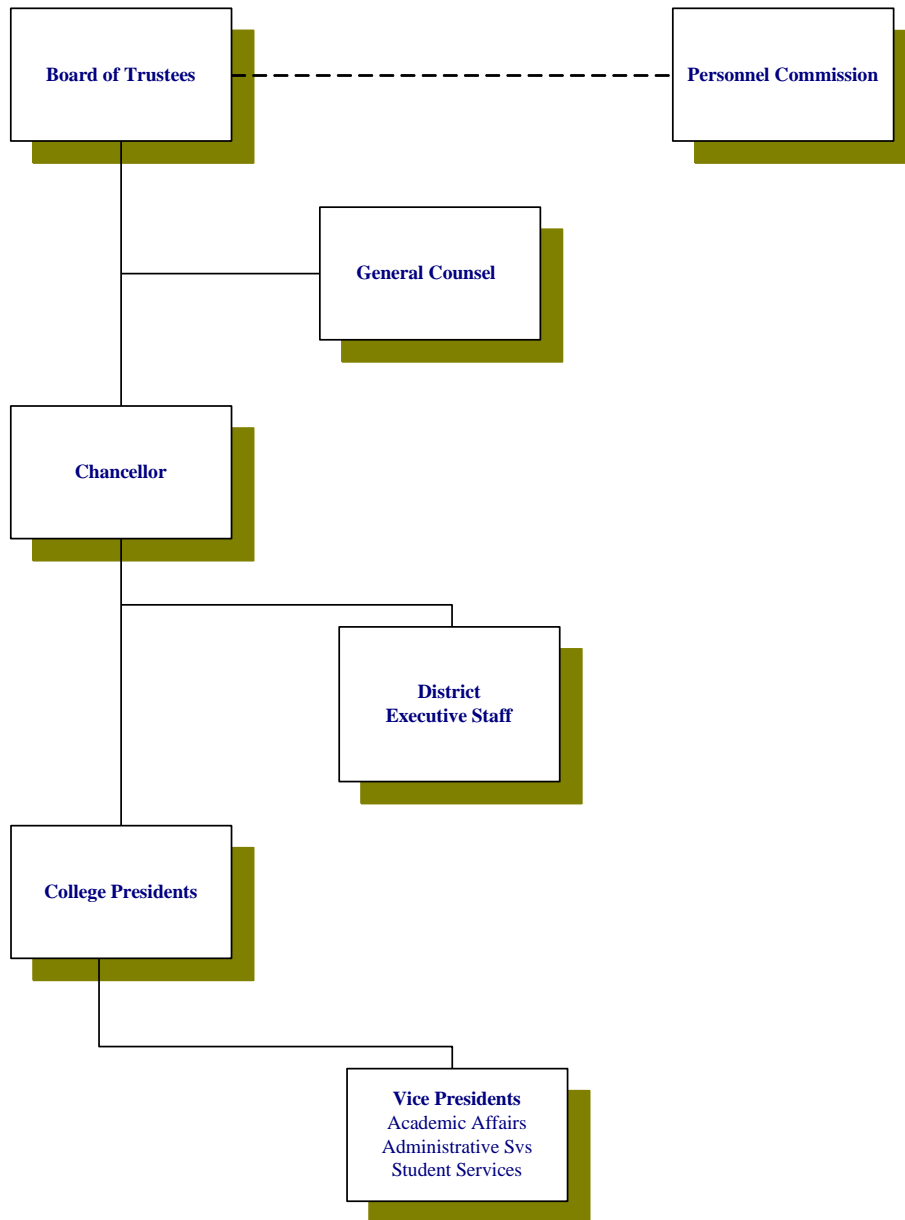 Board of Trustees
Personnel Commission
General Counsel
Chancellor
District
Executive Staff
College Presidents
Vice Presidents
Academic Affairs
Administrative Svs
Student Services